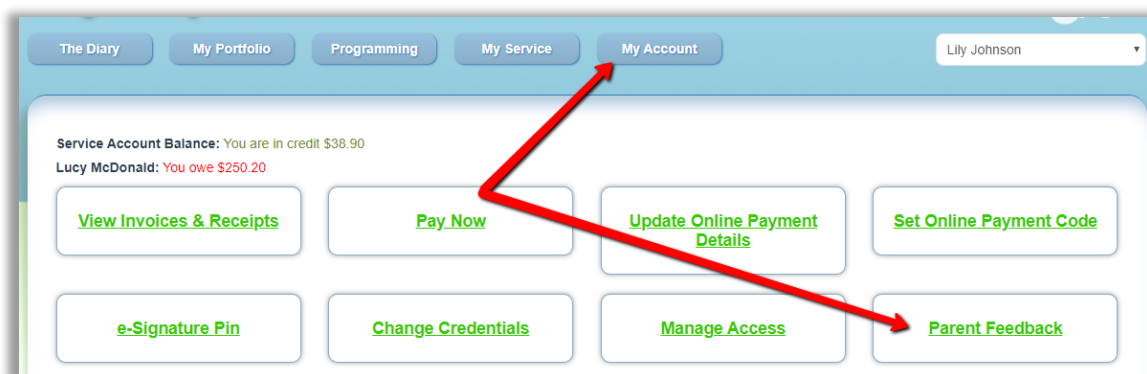 The Diary
My Portfolio
Programming
My Service
My Account
Lily Johnson
Service Account Balance: You are in credit $38.90
Lucy McDonald: You owe $250.20
View Invoices & Receipts
Pay Now
Update Online Payment
Details
Set Online Payment Code
e-Signature Pin
Change Credentials
Manage Access
Parent Feedback